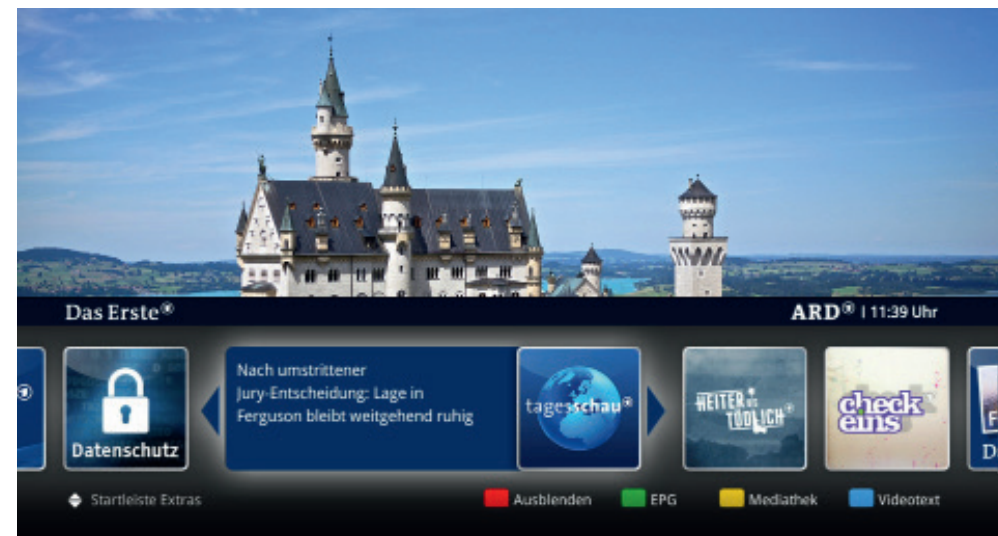 Das Erste
ARD | 11:39 Uhr
Datenschutz
Nach umstrittener
Jury-Entscheidung: Lage in
Ferguson bleibt weitgehend ruhig
tagesschau
HEITER BIS
TÖDLICH
check
eins
Startleiste Extras
Ausblenden
EPG
Mediathek
Videotext